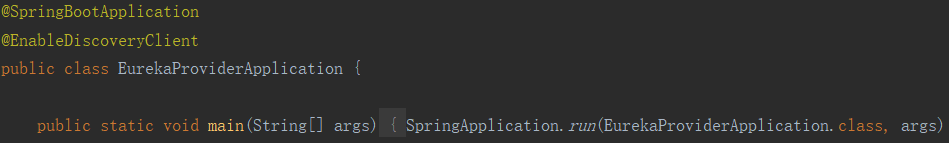 @SpringBootApplication
@EnableDiscoveryClient
public class EurekaProviderApplication {
public static void main(String[] args) { SpringApplication.run(EurekaProviderApplication.class, args)